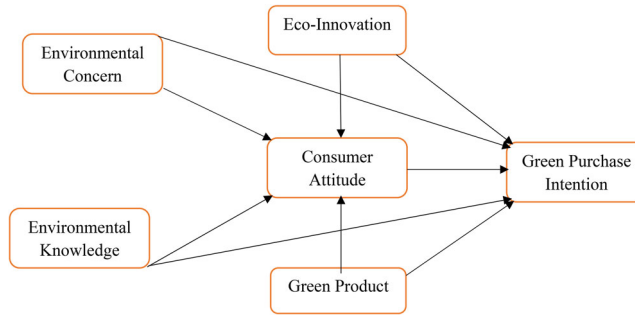 Eco-Innovation
Environmental
Concern
Consumer
Attitude
Green Purchase
Intention
Environmental
Knowledge
Green Product